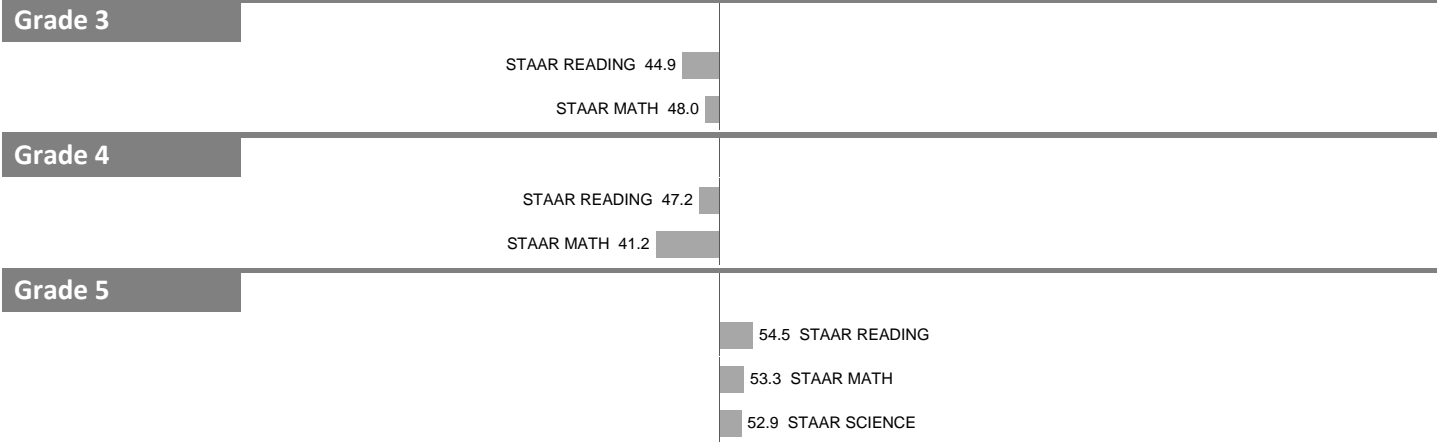 Grade 3
STAAR READING 44.9
STAAR MATH 48.0
Grade 4
STAAR READING 47.2
STAAR MATH 41.2
Grade 5
54.5 STAAR READING
53.3 STAAR MATH
52.9 STAAR SCIENCE